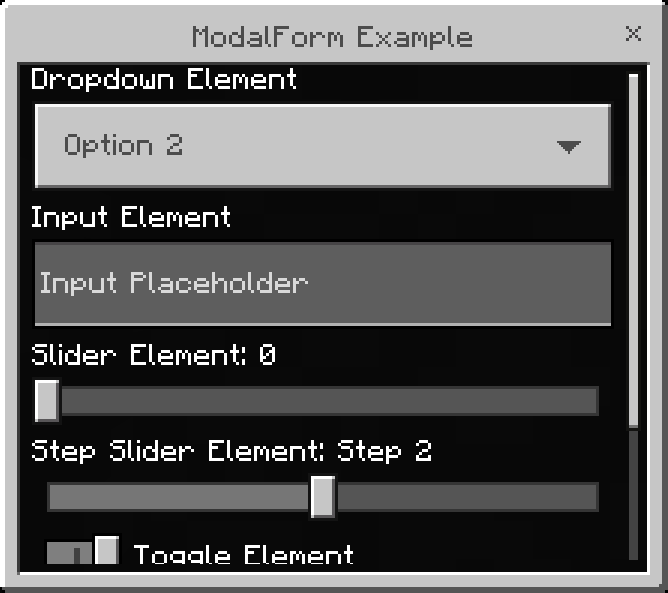 ModalForm Example
Dropdown Element
Option 2
Input Element
Input Placeholder
Slider Element: 0
Step Slider Element: Step 2
Toggle Element